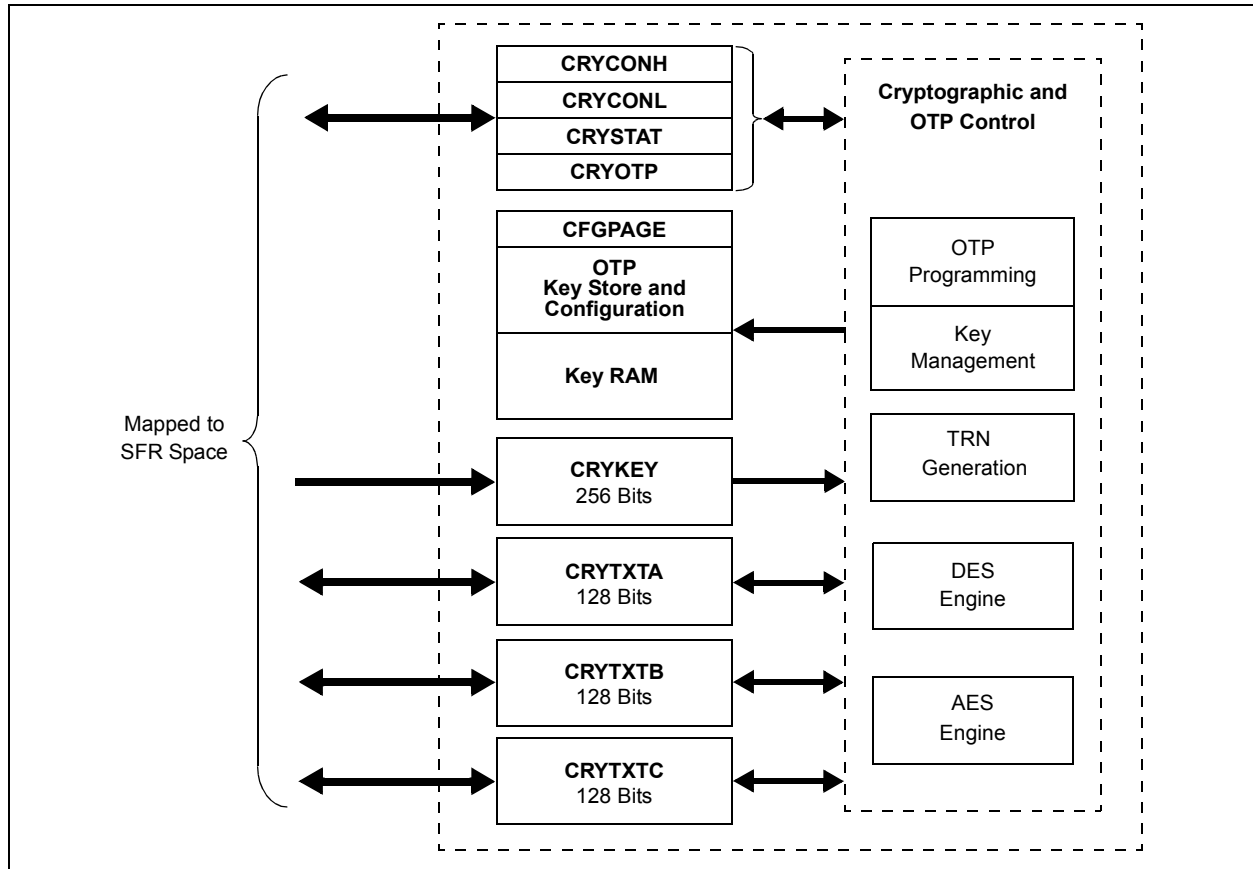 CRYCONH
CRYCONL
CRYSTAT
CRYOTP
CFGPAGE
OTP
Key Store and
Configuration
Key RAM
Mapped to
SFR Space
CRYKEY
256 Bits
CRYTXTA
128 Bits
CRYTXTB
128 Bits
CRYTXTC
128 Bits
Cryptographic and
OTP Control
OTP
Programming
Key
Management
TRN
Generation
DES
Engine
AES
Engine